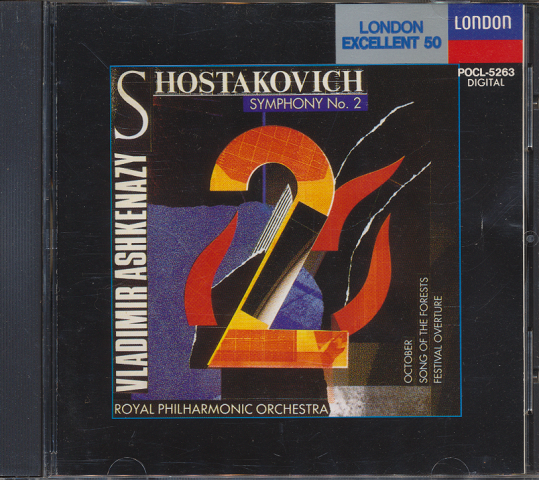 LONDON
EXCELLENT 50
LONDON
POCL-5263
DIGITAL
SHOSTAKOVICH
SYMPHONY No. 2
VLADIMIR ASHKENAZY
2
OCTOBER
SONG OF THE FORESTS
FESTIVAL OVERTURE
ROYAL PHILHARMONIC ORCHESTRA